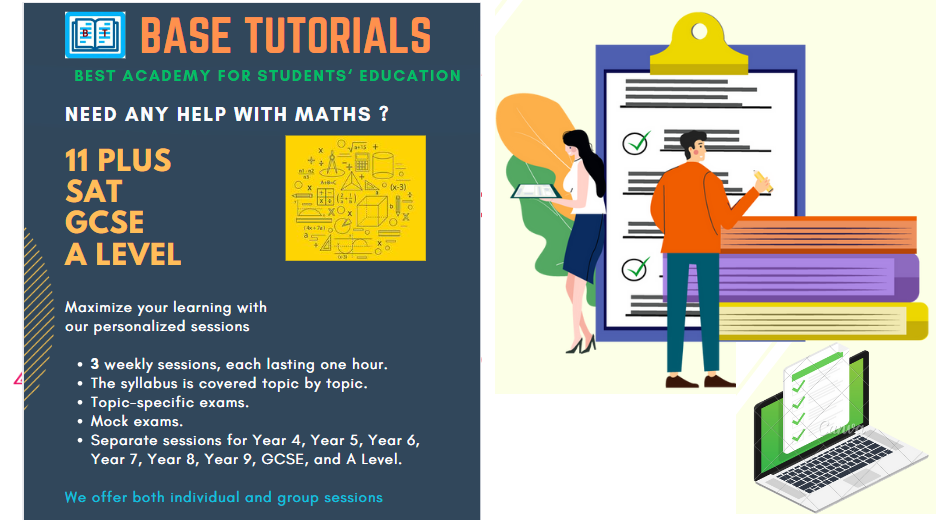 B T
BASE TUTORIALS
BEST ACADEMY FOR STUDENTS' EDUCATION
NEED ANY HELP WITH MATHS ?
11 PLUS
SAT
GCSE
A LEVEL
(x-3)
A+B=C
Maximize your learning with
our personalized sessions
• 3 weekly sessions, each lasting one hour.
• The syllabus is covered topic by topic.
• Topic-specific exams.
• Mock exams.
• Separate sessions for Year 4, Year 5, Year 6,
Year 7, Year 8, Year 9, GCSE, and A Level.
We offer both individual and group sessions
Canva